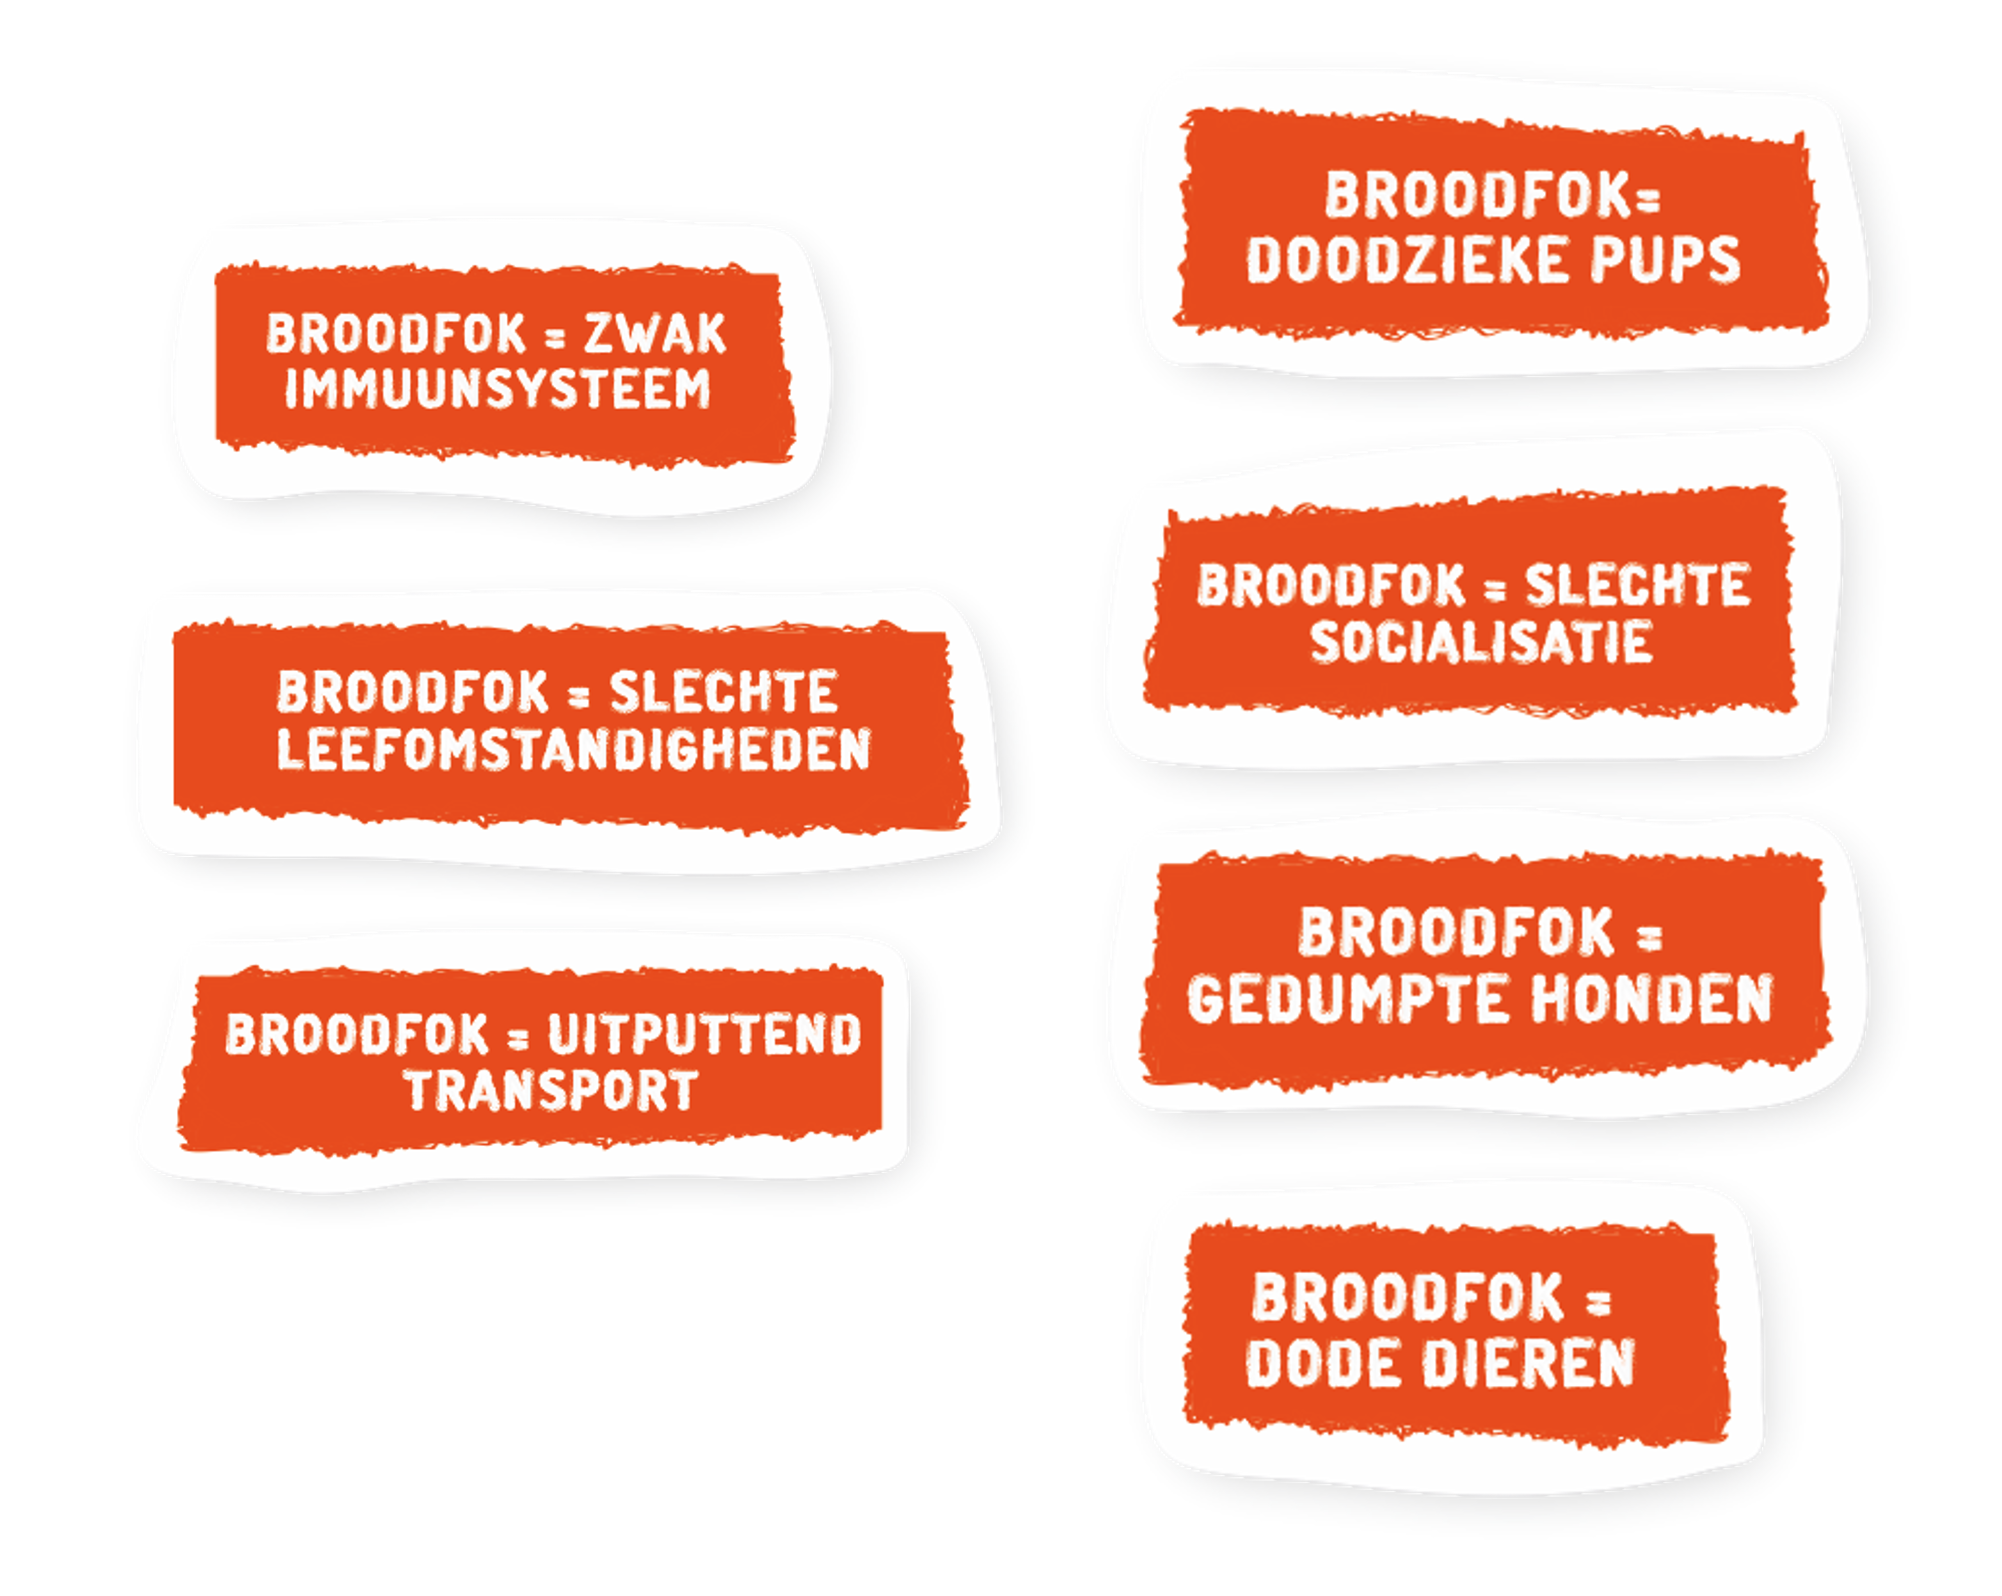 BROODFOK = ZWAK
IMMUUNSYSTEEM
BROODFOK = SLECHTE
LEEFOMSTANDIGHEDEN
BROODFOK = UITPUTTEND
TRANSPORT
BROODFOK=
DOODZIEKE PUPS
BROODFOK = SLECHTE
SOCIALISATIE
BROODFOK =
GEDUMPTE HONDEN
BROODFOK =
DODE DIEREN